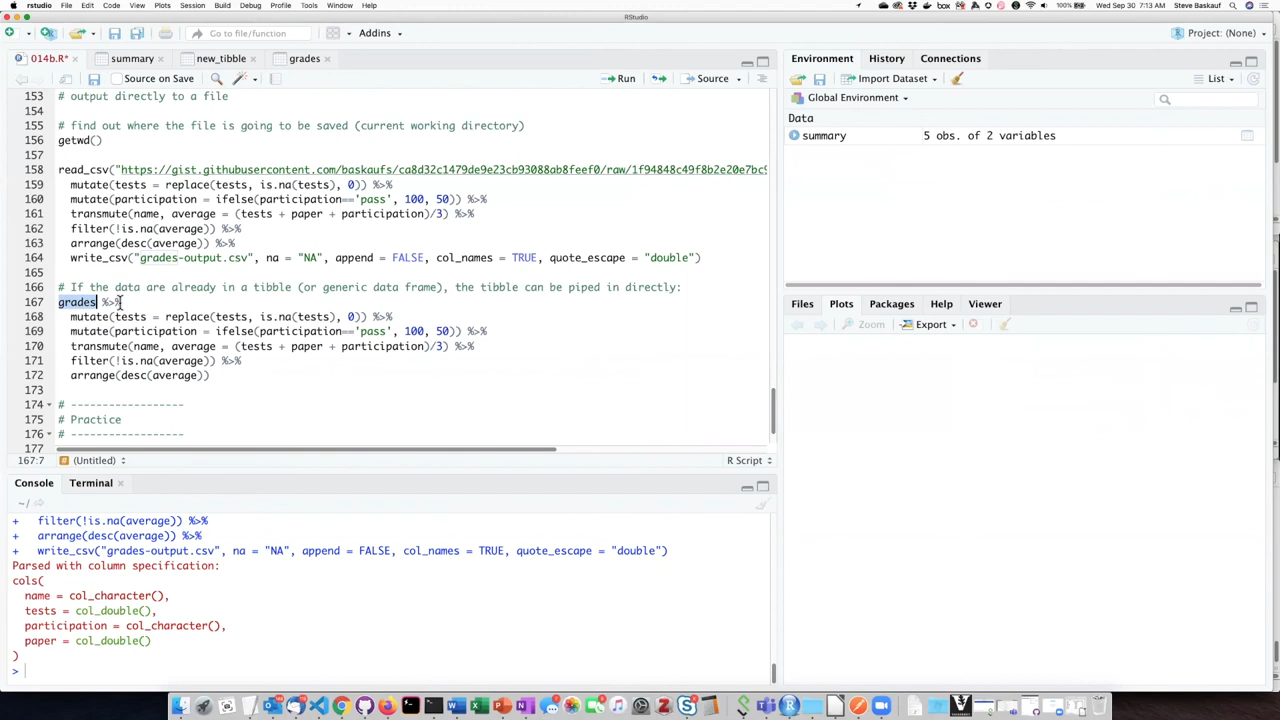 rstudio File Edit Code View Plots Session Build Debug Profile Tools Window Help 100% Wed Sep 30 7:13 AM Steve Baskauf
RStudio
Go to file/function Addins Project: (None)
014b.R* summary new_tibble grades
Source on Save Run Source
153 # output directly to a file
154
155 # find out where the file is going to be saved (current working directory)
156 getwd()
157
158 read_csv("https://gist.githubusercontent.com/baskaufs/ca8d32c1479de9e23cb93088ab8feef0/raw/1f94848c49f8b2e20e7bc9
159 mutate(tests = replace(tests, is.na(tests), 0)) %>%
160 mutate(participation = ifelse(participation=='pass', 100, 50)) %>%
161 transmute(name, average = (tests + paper + participation)/3) %>%
162 filter(!is.na(average)) %>%
163 arrange(desc(average)) %>%
164 write_csv("grades-output.csv", na = "NA", append = FALSE, col_names = TRUE, quote_escape = "double")
165
166 # If the data are already in a tibble (or generic data frame), the tibble can be piped in directly:
167 grades %>%
168 mutate(tests = replace(tests, is.na(tests), 0)) %>%
169 mutate(participation = ifelse(participation=='pass', 100, 50)) %>%
170 transmute(name, average = (tests + paper + participation)/3) %>%
171 filter(!is.na(average)) %>%
172 arrange(desc(average))
173
174 # ------------------
175 # Practice
176 # ------------------
177
167:7 (Untitled) R Script
Console Terminal
~/
+ filter(!is.na(average)) %>%
+ arrange(desc(average)) %>%
+ write_csv("grades-output.csv", na = "NA", append = FALSE, col_names = TRUE, quote_escape = "double")
Parsed with column specification:
cols(
name = col_character(),
tests = col_double(),
participation = col_character(),
paper = col_double()
)
>
Environment History Connections
Import Dataset List
Global Environment
Data
summary 5 obs. of 2 variables
Files Plots Packages Help Viewer
Zoom Export